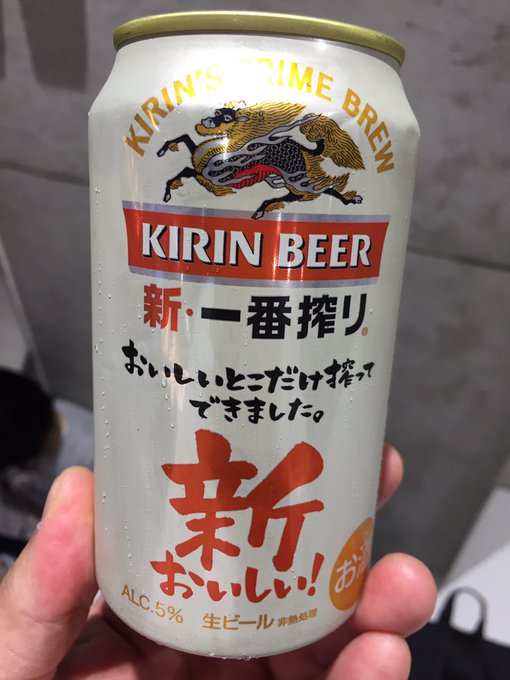 KIRIN'S PRIME BREW
KIRIN BEER
新・一番搾り®
おいしいとこだけ搾って
できました。
新
おいしい!
お酒
ALC.5% 生ビール 非熱処理